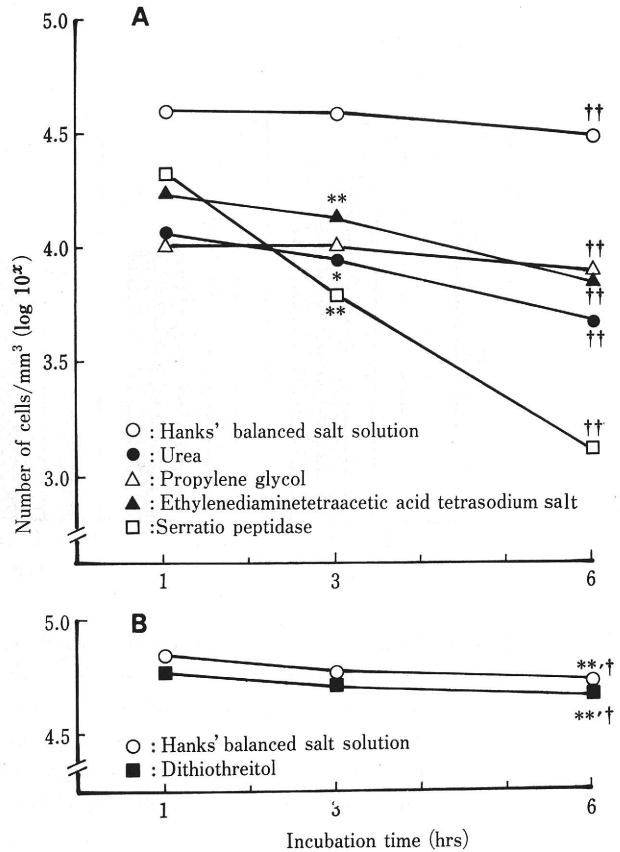 A
5.0
††
4.5
**
4.0
††
*
††
**
††
3.5
††
Number of cells/mm³ (log 10ˣ)
○ : Hanks' balanced salt solution
● : Urea
△ : Propylene glycol
▲ : Ethylenediaminetetraacetic acid tetrasodium salt
□ :Serratio peptidase
3.0
1 3 6
B
5.0
**,†
**,†
4.5
○ : Hanks' balanced salt solution
■ : Dithiothreitol
1 3 6
Incubation time (hrs)